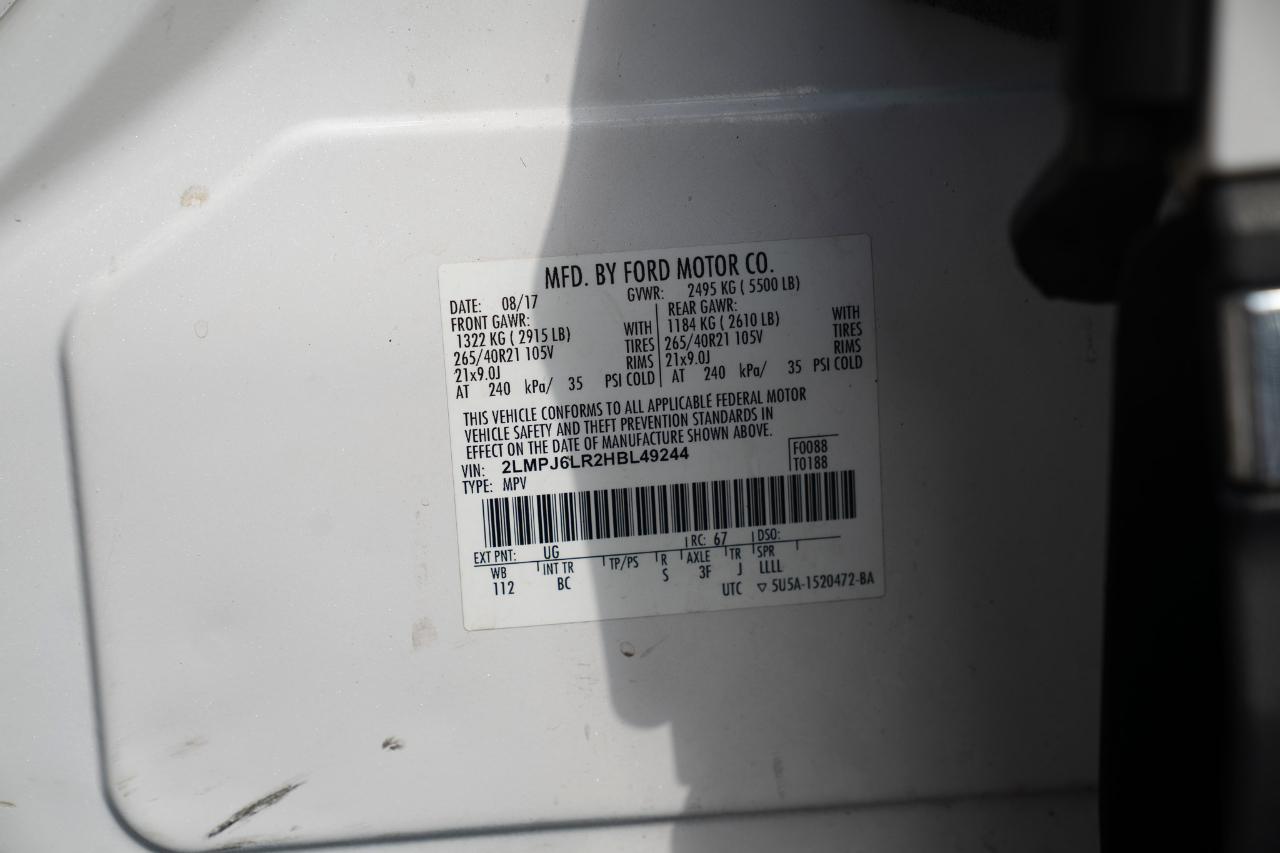 MFD. BY FORD MOTOR CO.
DATE: 08/17 GVWR: 2495 KG ( 5500 LB)
FRONT GAWR: REAR GAWR:
1322 KG ( 2915 LB) WITH 1184 KG ( 2610 LB) WITH
265/40R21 105V TIRES 265/40R21 105V TIRES
21x9.0J RIMS 21x9.0J RIMS
AT 240 kPa/ 35 PSI COLD AT 240 kPa/ 35 PSI COLD
THIS VEHICLE CONFORMS TO ALL APPLICABLE FEDERAL MOTOR
VEHICLE SAFETY AND THEFT PREVENTION STANDARDS IN
EFFECT ON THE DATE OF MANUFACTURE SHOWN ABOVE.
VIN: 2LMPJ6LR2HBL49244 F0088
TYPE: MPV T0188
EXT PNT: UG RC: 67 DSO:
WB INT TR TP/PS R AXLE TR SPR
112 BC S 3F J LLLL
UTC ▽ 5U5A-1520472-BA